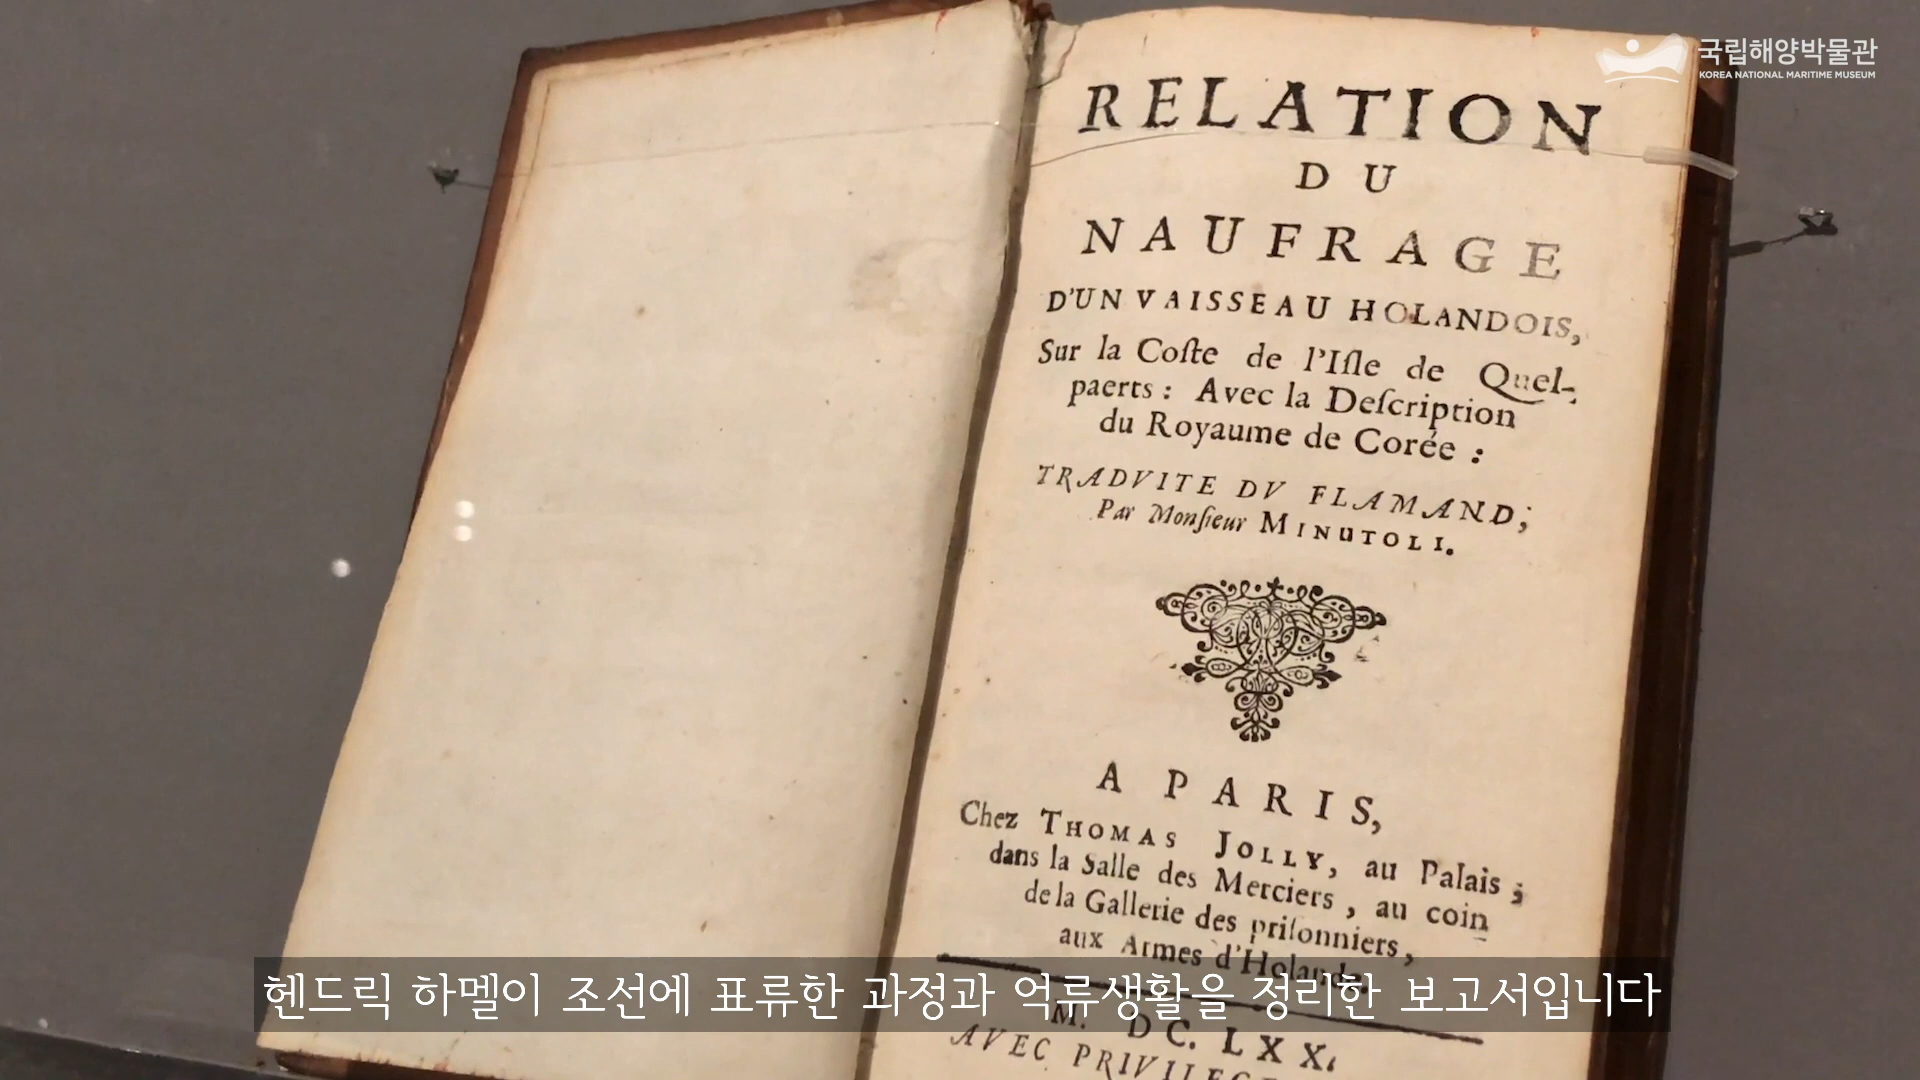 국립해양박물관
KOREA NATIONAL MARITIME MUSEUM
RELATION
DU
NAUFRAGE
D'UN VAISSEAU HOLANDOIS,
Sur la Coſte de l'Iſle de Quel-
paerts : Avec la Deſcription
du Royaume de Corée :
TRADVITE DV FLAMAND;
Par Monſieur MINUTOLI.
A PARIS,
Chez THOMAS JOLLY, au Palais ;
dans la Salle des Merciers, au coin
de la Gallerie des priſonniers,
aux Armes d'Holande.
M. DC. LXX.
AVEC
헨드릭 하멜이 조선에 표류한 과정과 억류생활을 정리한 보고서입니다